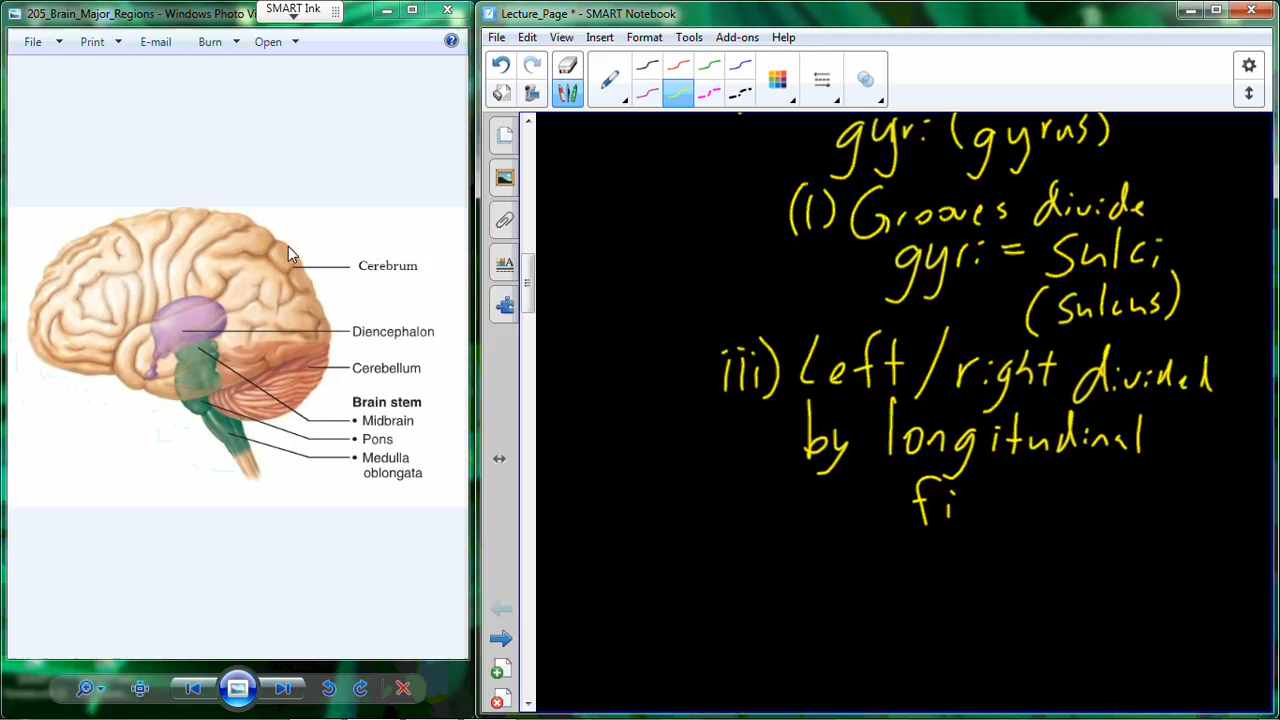 205_Brain_Major_Regions - Windows Photo Vi
SMART Ink
File Print E-mail Burn Open
Cerebrum
Diencephalon
Cerebellum
Brain stem
• Midbrain
• Pons
• Medulla
oblongata
Lecture_Page * - SMART Notebook
File Edit View Insert Format Tools Add-ons Help
gyri (gyrus)
(1) Grooves divide
gyri = Sulci
(sulcus)
iii) Left/right divided
by longitudinal
fi